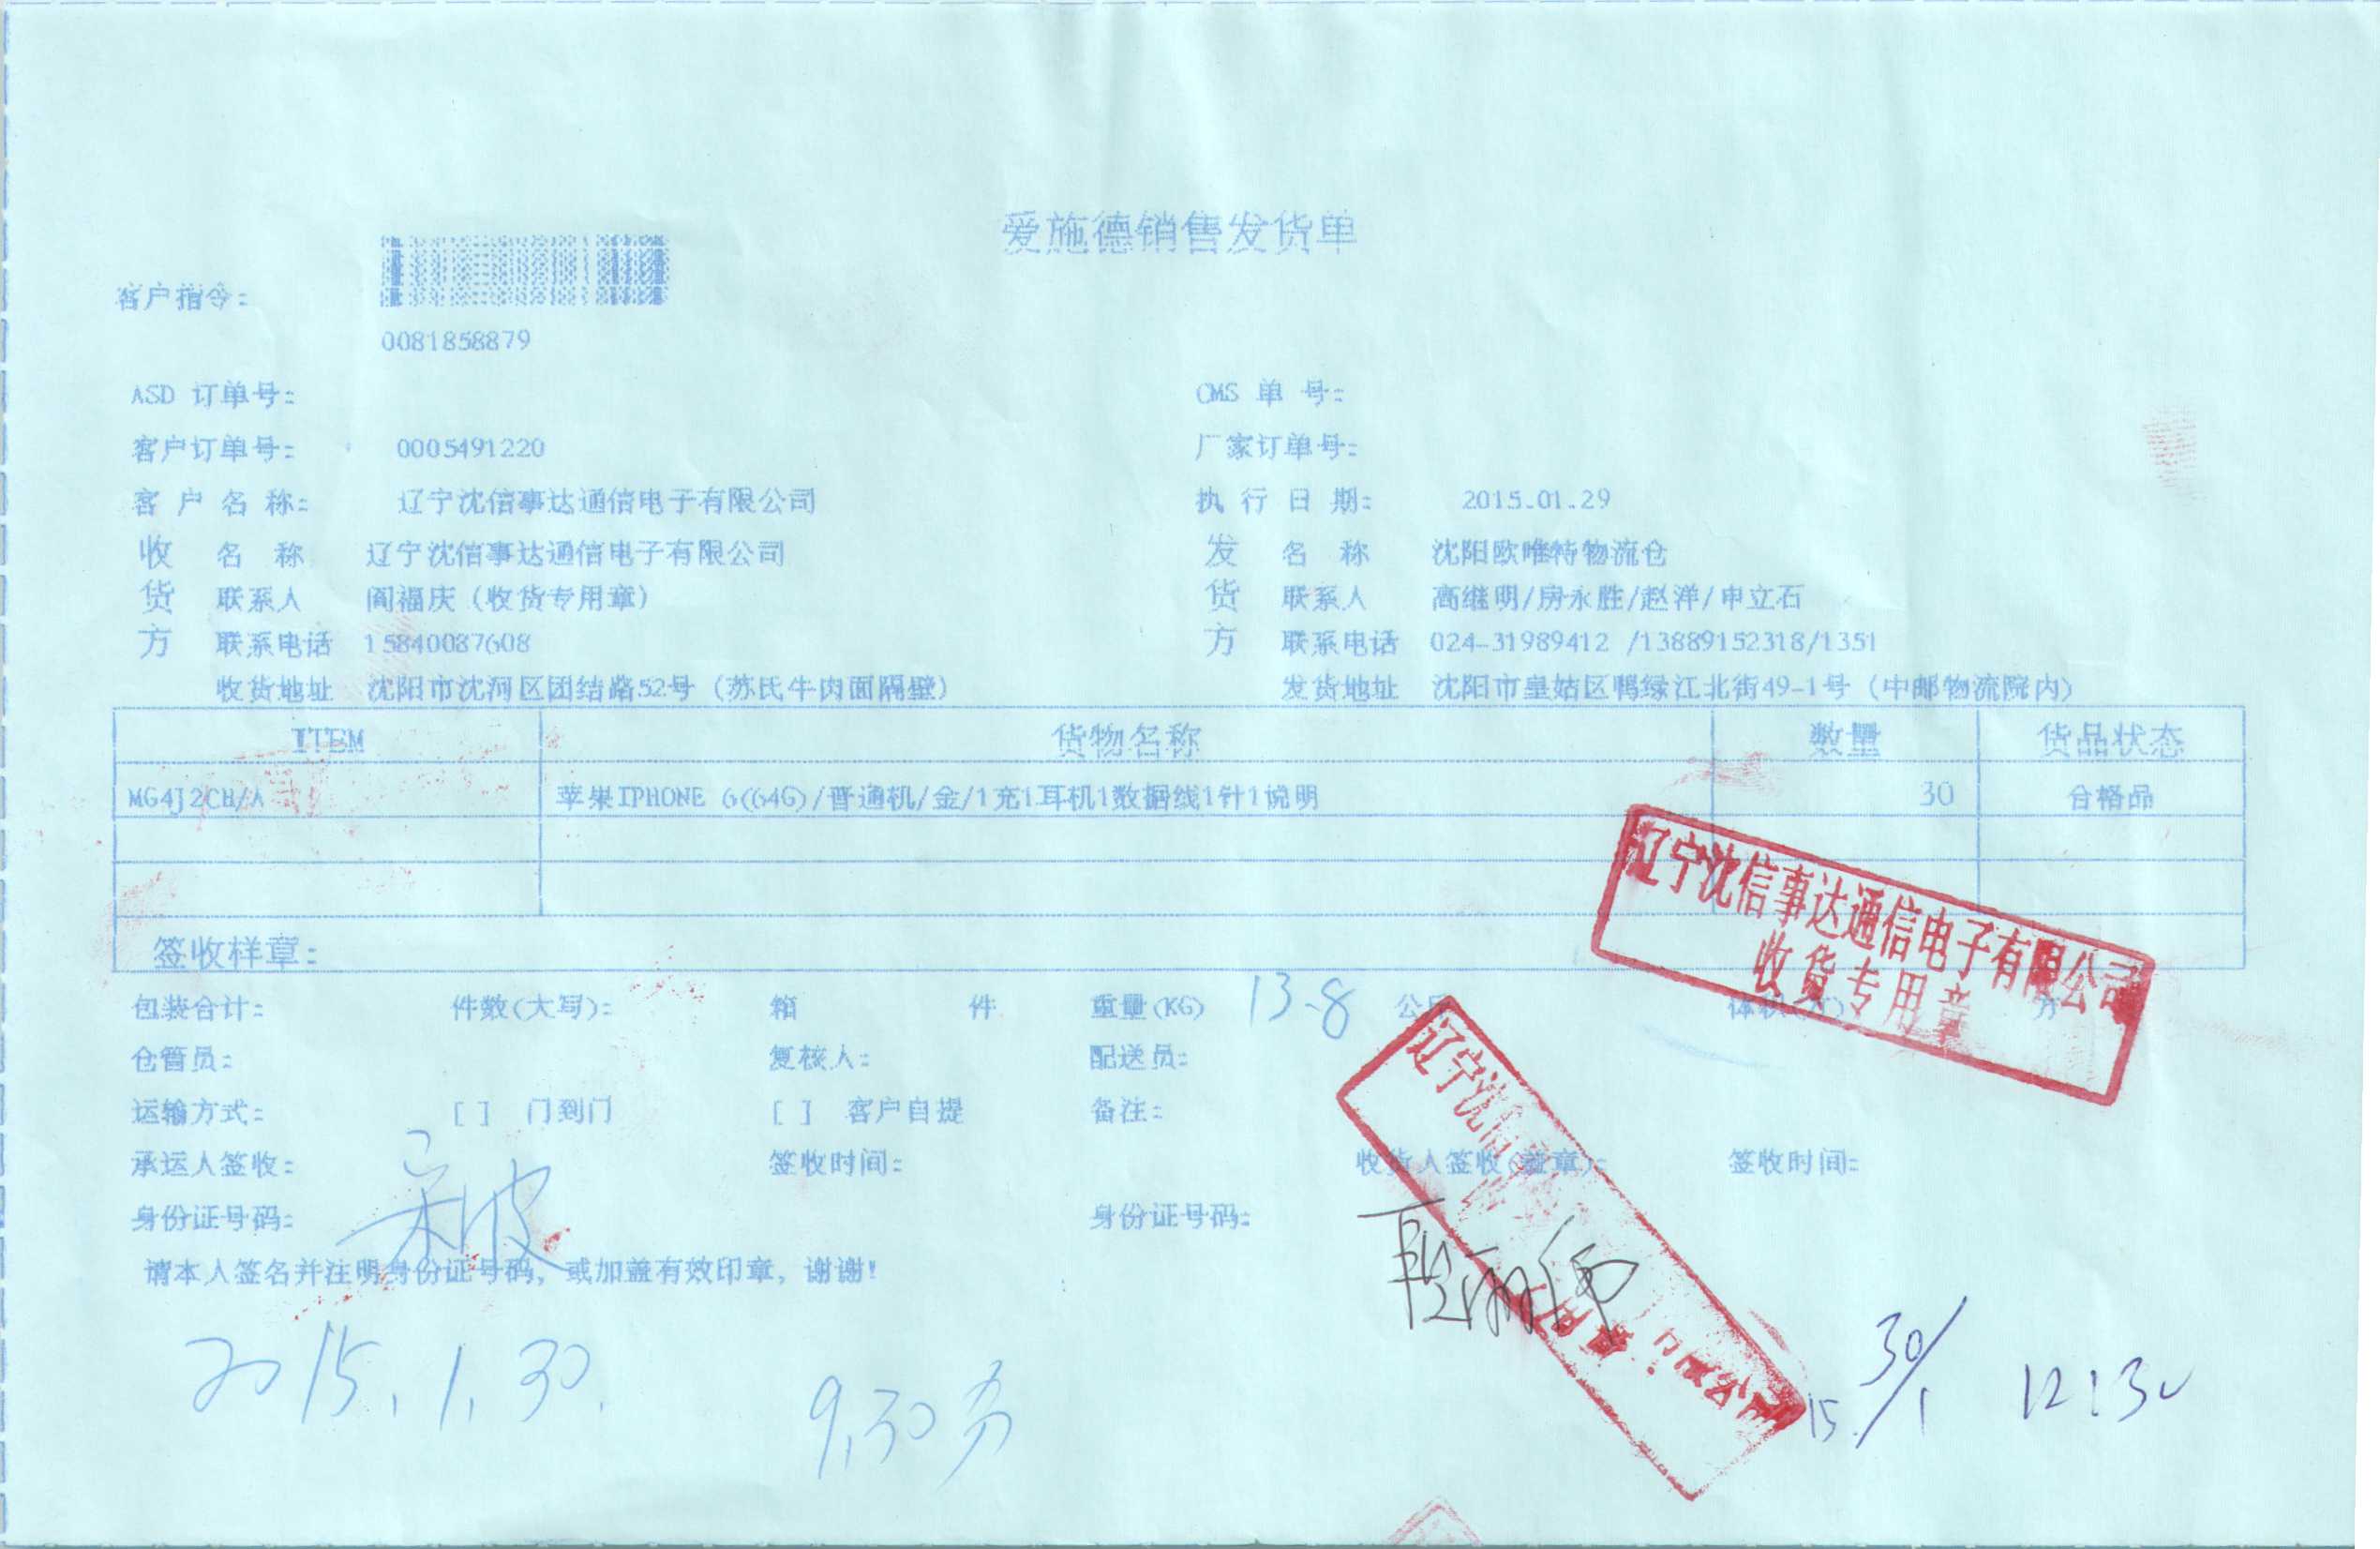 爱施德销售发货单
客户指令:
0081858879
ASD 订单号: CMS 单 号:
客户订单号: 0005491220 厂家订单号:
客 户 名 称: 辽宁沈信事达通信电子有限公司 执 行 日 期: 2015.01.29
收 名 称 辽宁沈信事达通信电子有限公司 发 名 称 沈阳欧唯特物流仓
货 联系人 阎福庆(收货专用章) 货 联系人 高继明/房永胜/赵洋/申立石
方 联系电话 15840087608 方 联系电话 024-31989412 /13889152318/1351
收货地址 沈阳市沈河区团结路52号(苏氏牛肉面隔壁) 发货地址 沈阳市皇姑区鸭绿江北街49-1号(中邮物流院内)
ITEM 货物名称 数量 货品状态
MG4J2CH/A 苹果IPHONE 6(64G)/普通机/金/1充1耳机1数据线1针1说明 30 合格品
辽宁沈信事达通信电子有限公司
收货专用章
签收样章:
包装合计: 件数(大写): 箱 件 重量(KG) 13.8 公斤 体积(方) 方
仓管员: 复核人: 配送员:
运输方式: [ ] 门到门 [ ] 客户自提 备注:
承运人签收: 签收时间: 收货人签收(盖章): 签收时间:
身份证号码: 身份证号码:
请本人签名并注明身份证号码,或加盖有效印章,谢谢!
2015.1.30. 9.30分 15. 30/1 12:30